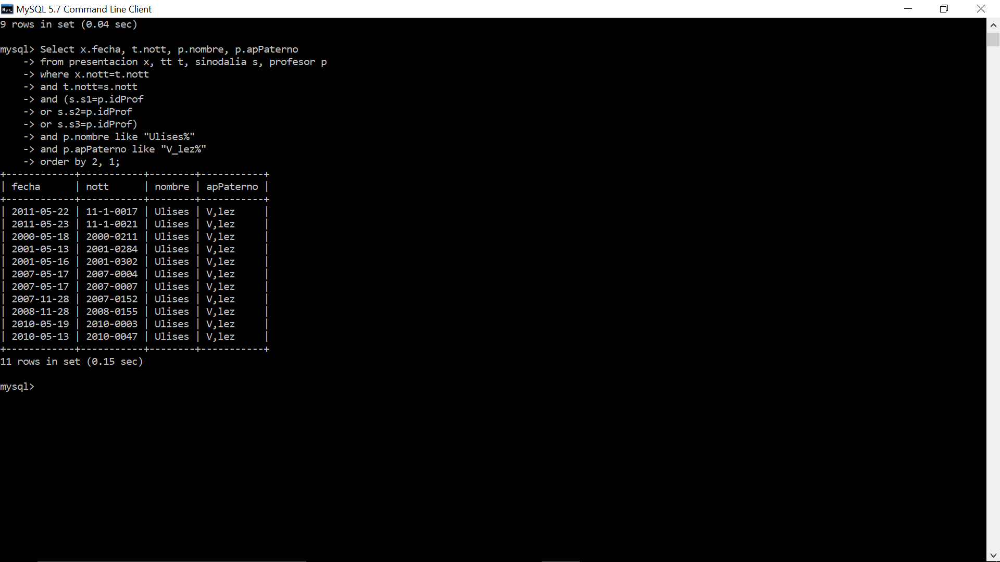 MySQL 5.7 Command Line Client
9 rows in set (0.04 sec)
mysql> Select x.fecha, t.nott, p.nombre, p.apPaterno
    -> from presentacion x, tt t, sinodalia s, profesor p
    -> where x.nott=t.nott
    -> and t.nott=s.nott
    -> and (s.s1=p.idProf
    -> or s.s2=p.idProf
    -> or s.s3=p.idProf)
    -> and p.nombre like "Ulises%"
    -> and p.apPaterno like "V_lez%"
    -> order by 2, 1;
+------------+-----------+--------+-----------+
| fecha      | nott      | nombre | apPaterno |
+------------+-----------+--------+-----------+
| 2011-05-22 | 11-1-0017 | Ulises | V,lez     |
| 2011-05-23 | 11-1-0021 | Ulises | V,lez     |
| 2000-05-18 | 2000-0211 | Ulises | V,lez     |
| 2001-05-13 | 2001-0284 | Ulises | V,lez     |
| 2001-05-16 | 2001-0302 | Ulises | V,lez     |
| 2007-05-17 | 2007-0004 | Ulises | V,lez     |
| 2007-05-17 | 2007-0007 | Ulises | V,lez     |
| 2007-11-28 | 2007-0152 | Ulises | V,lez     |
| 2008-11-28 | 2008-0155 | Ulises | V,lez     |
| 2010-05-19 | 2010-0003 | Ulises | V,lez     |
| 2010-05-13 | 2010-0047 | Ulises | V,lez     |
+------------+-----------+--------+-----------+
11 rows in set (0.15 sec)
mysql>